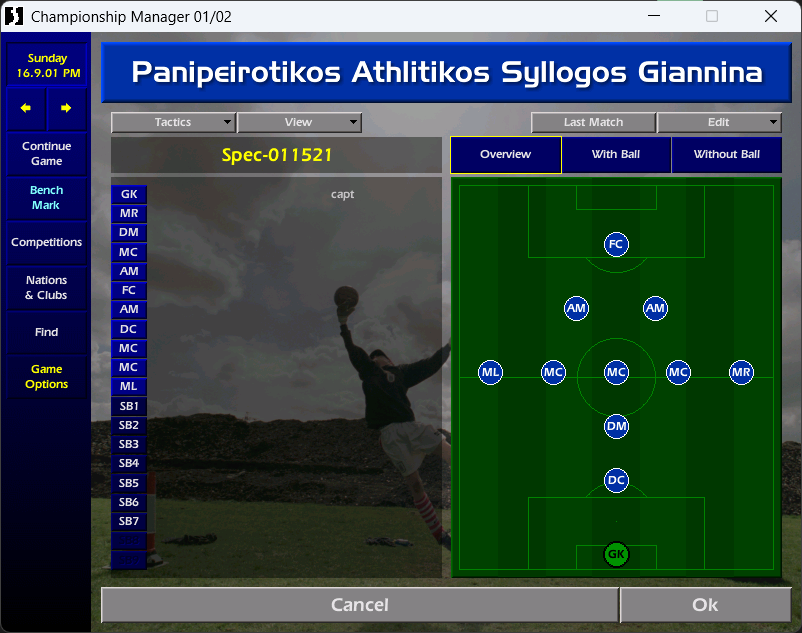 Championship Manager 01/02
Sunday
16.9.01 PM
Continue
Game
Bench
Mark
Competitions
Nations
& Clubs
Find
Game
Options
Panipeirotikos Athlitikos Syllogos Giannina
Tactics
View
Last Match
Edit
Spec-011521
Overview
With Ball
Without Ball
GK
capt
MR
DM
MC
AM
FC
AM
DC
MC
MC
ML
SB1
SB2
SB3
SB4
SB5
SB6
SB7
FC
AM AM
ML MC MC MC MR
DM
DC
GK
Cancel
Ok